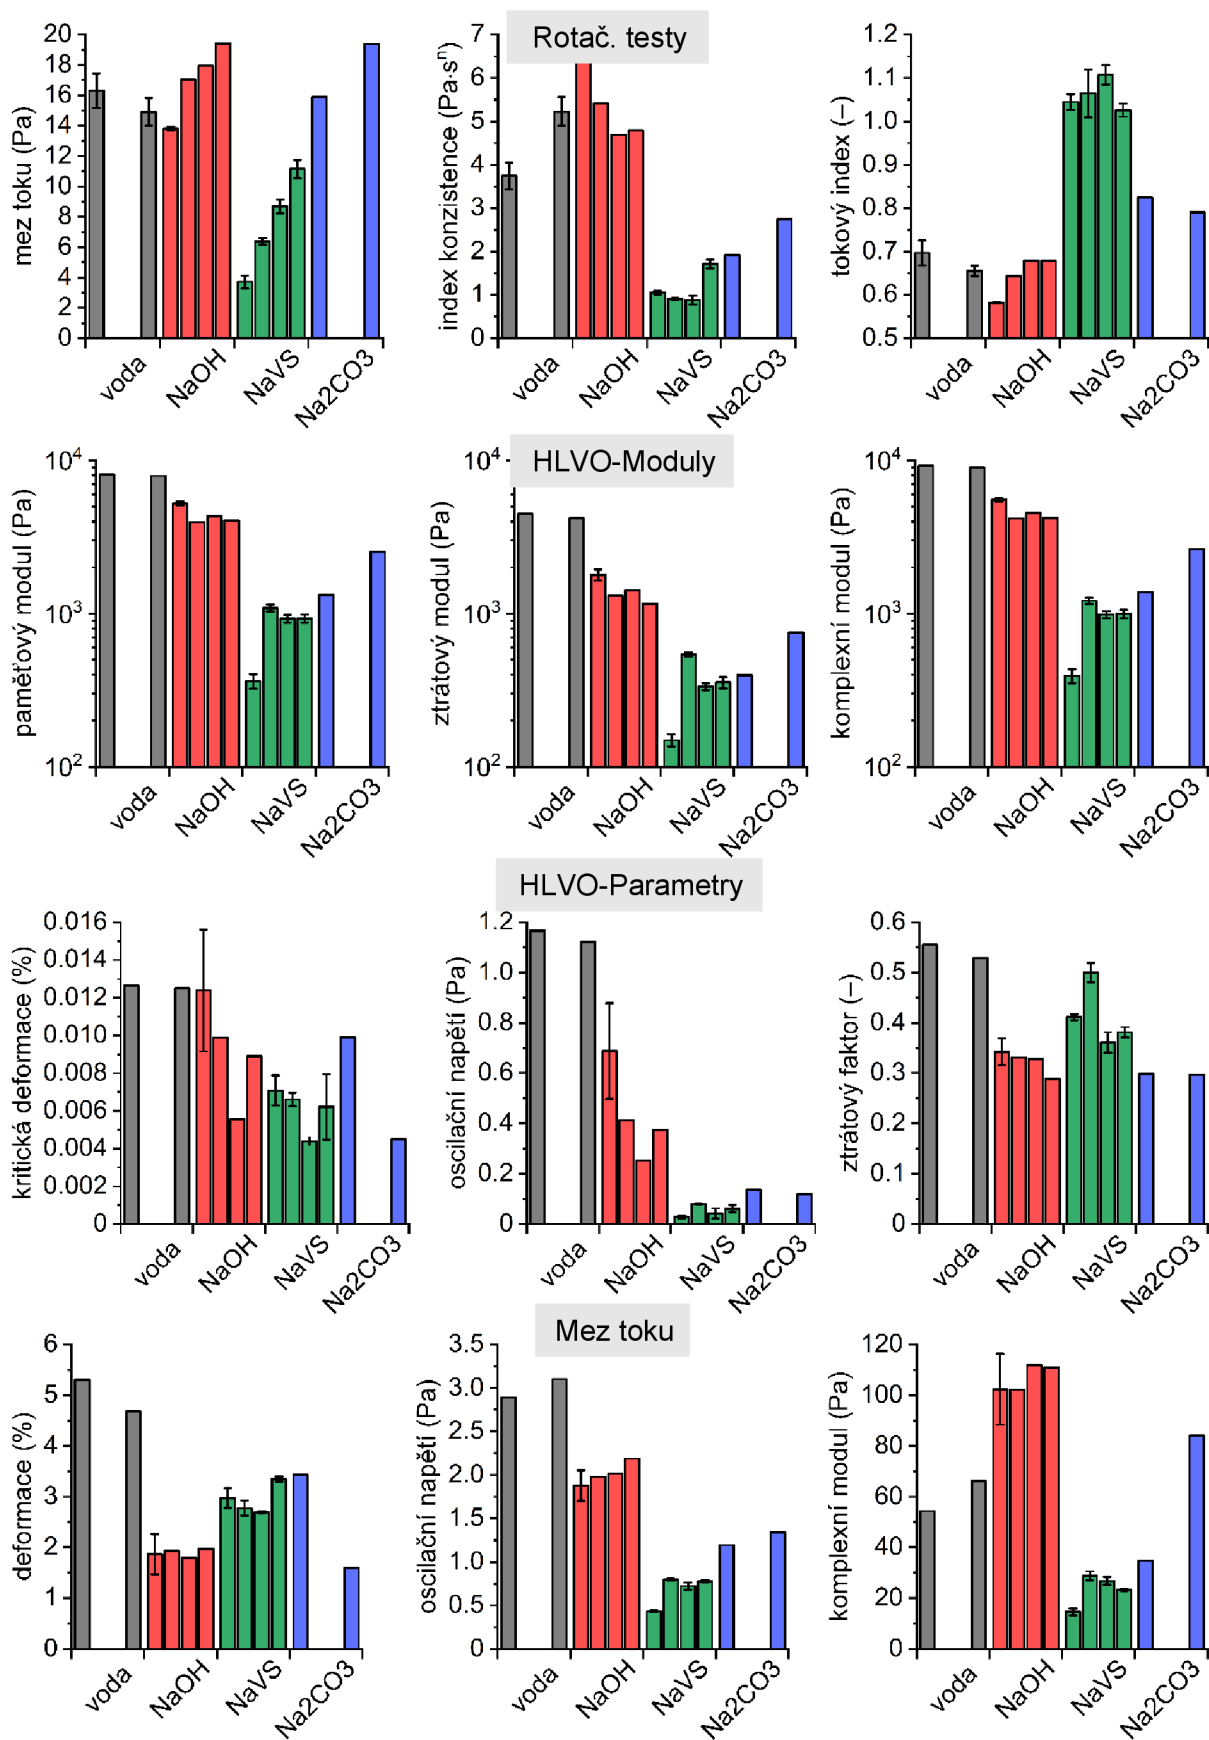 Rotač. testy
mez toku (Pa)
20
18
16
14
12
10
8
6
4
2
0
voda
NaOH
NaVS
Na2CO3
index konzistence (Pa·sⁿ)
7
6
5
4
3
2
1
0
voda
NaOH
NaVS
Na2CO3
tokový index (–)
1.2
1.1
1.0
0.9
0.8
0.7
0.6
0.5
voda
NaOH
NaVS
Na2CO3
HLVO-Moduly
paměťový modul (Pa)
10⁴
10³
10²
voda
NaOH
NaVS
Na2CO3
ztrátový modul (Pa)
10⁴
10³
10²
voda
NaOH
NaVS
Na2CO3
komplexní modul (Pa)
10⁴
10³
10²
voda
NaOH
NaVS
Na2CO3
HLVO-Parametry
kritická deformace (%)
0.016
0.014
0.012
0.010
0.008
0.006
0.004
0.002
0
voda
NaOH
NaVS
Na2CO3
oscilační napětí (Pa)
1.2
1.0
0.8
0.6
0.4
0.2
0
voda
NaOH
NaVS
Na2CO3
ztrátový faktor (–)
0.6
0.5
0.4
0.3
0.2
0.1
0
voda
NaOH
NaVS
Na2CO3
Mez toku
deformace (%)
6
5
4
3
2
1
0
voda
NaOH
NaVS
Na2CO3
oscilační napětí (Pa)
3.5
3.0
2.5
2.0
1.5
1.0
0.5
0
voda
NaOH
NaVS
Na2CO3
komplexní modul (Pa)
120
100
80
60
40
20
0
voda
NaOH
NaVS
Na2CO3